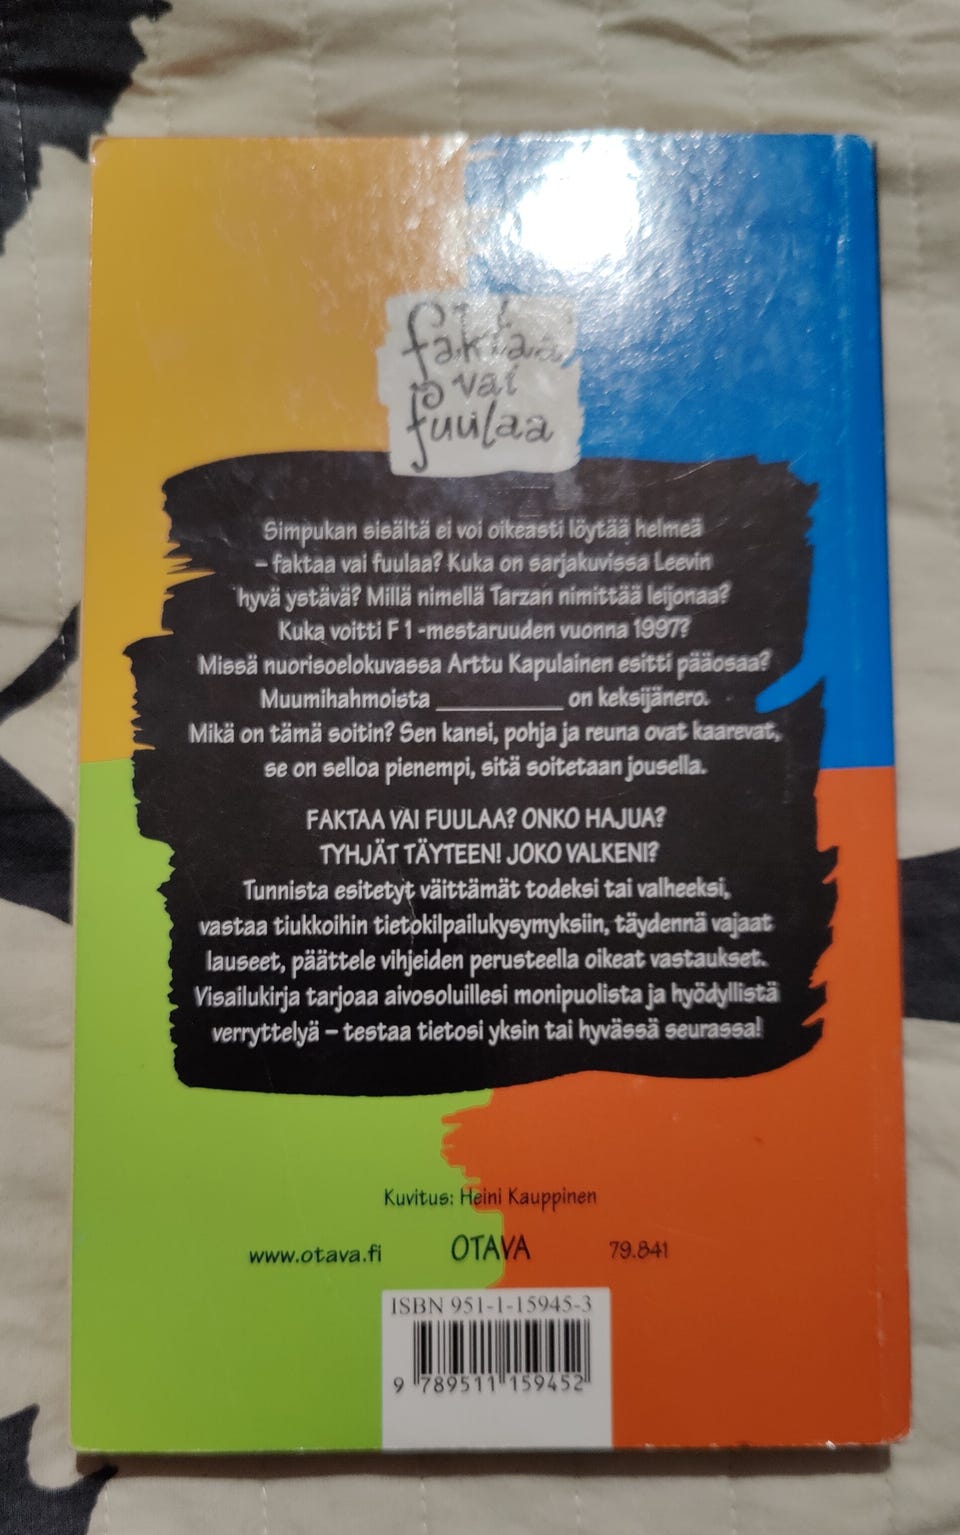 faktaa
vai
fuulaa
Simpukan sisältä ei voi oikeasti löytää helmeä
– faktaa vai fuulaa? Kuka on sarjakuvissa Leevin
hyvä ystävä? Millä nimellä Tarzan nimittää leijonaa?
Kuka voitti F 1 -mestaruuden vuonna 1997?
Missä nuorisoelokuvassa Arttu Kapulainen esitti pääosaa?
Muumihahmoista __________ on keksijänero.
Mikä on tämä soitin? Sen kansi, pohja ja reuna ovat kaarevat,
se on selloa pienempi, sitä soitetaan jousella.
FAKTAA VAI FUULAA? ONKO HAJUA?
TYHJÄT TÄYTEEN! JOKO VALKENI?
Tunnista esitetyt väittämät todeksi tai valheeksi,
vastaa tiukkoihin tietokilpailukysymyksiin, täydennä vajaat
lauseet, päättele vihjeiden perusteella oikeat vastaukset.
Visailukirja tarjoaa aivosoluillesi monipuolista ja hyödyllistä
verryttelyä – testaa tietosi yksin tai hyvässä seurassa!
Kuvitus: Heini Kauppinen
www.otava.fi OTAVA 79.841
ISBN 951-1-15945-3
9 789511 159452